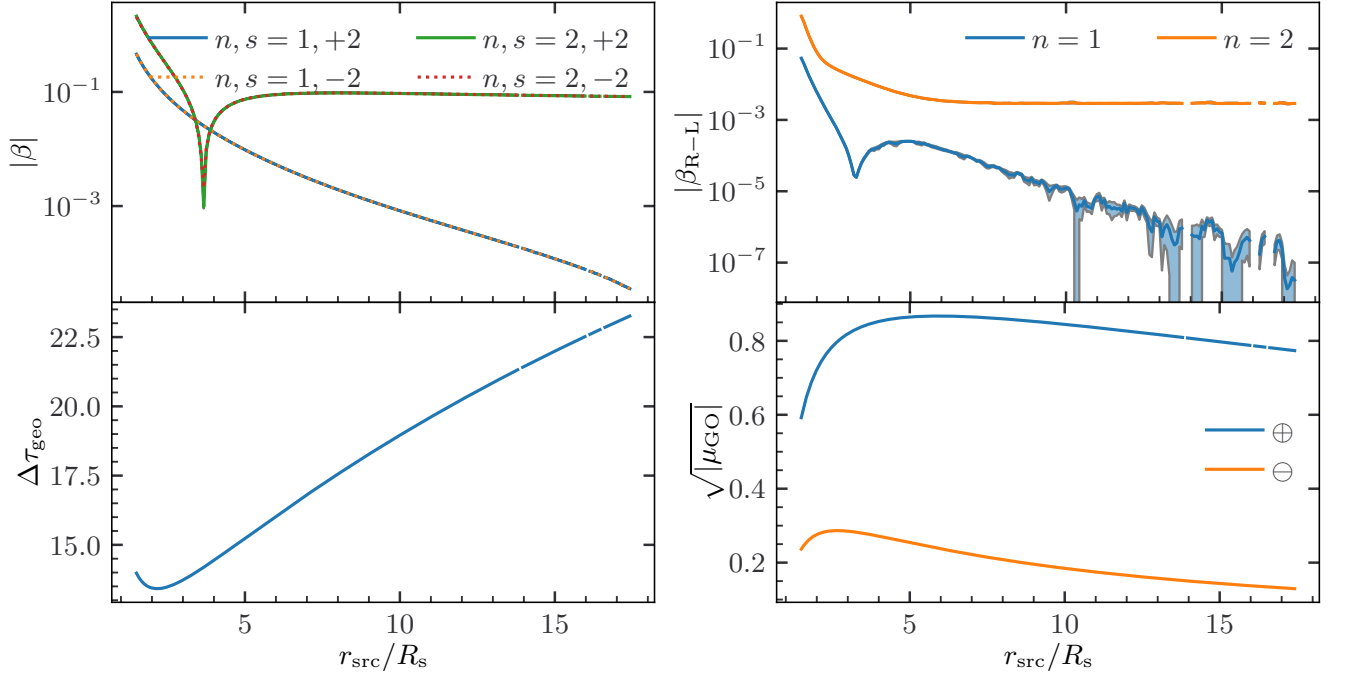 |β|
10⁻¹
10⁻³
n, s = 1, +2
n, s = 2, +2
n, s = 1, −2
n, s = 2, −2
|β_{R−L}|
10⁻¹
10⁻³
10⁻⁵
10⁻⁷
n = 1
n = 2
Δτ_{geo}
22.5
20.0
17.5
15.0
5
10
15
r_{src}/R_s
√|μ_{GO}|
0.8
0.6
0.4
0.2
⊕
⊖
5
10
15
r_{src}/R_s